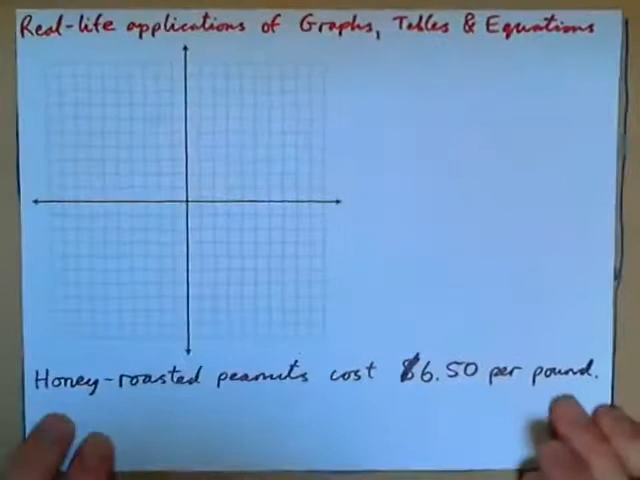 Real-life applications of Graphs, Tables & Equations
Honey-roasted peanuts cost $6.50 per pound.